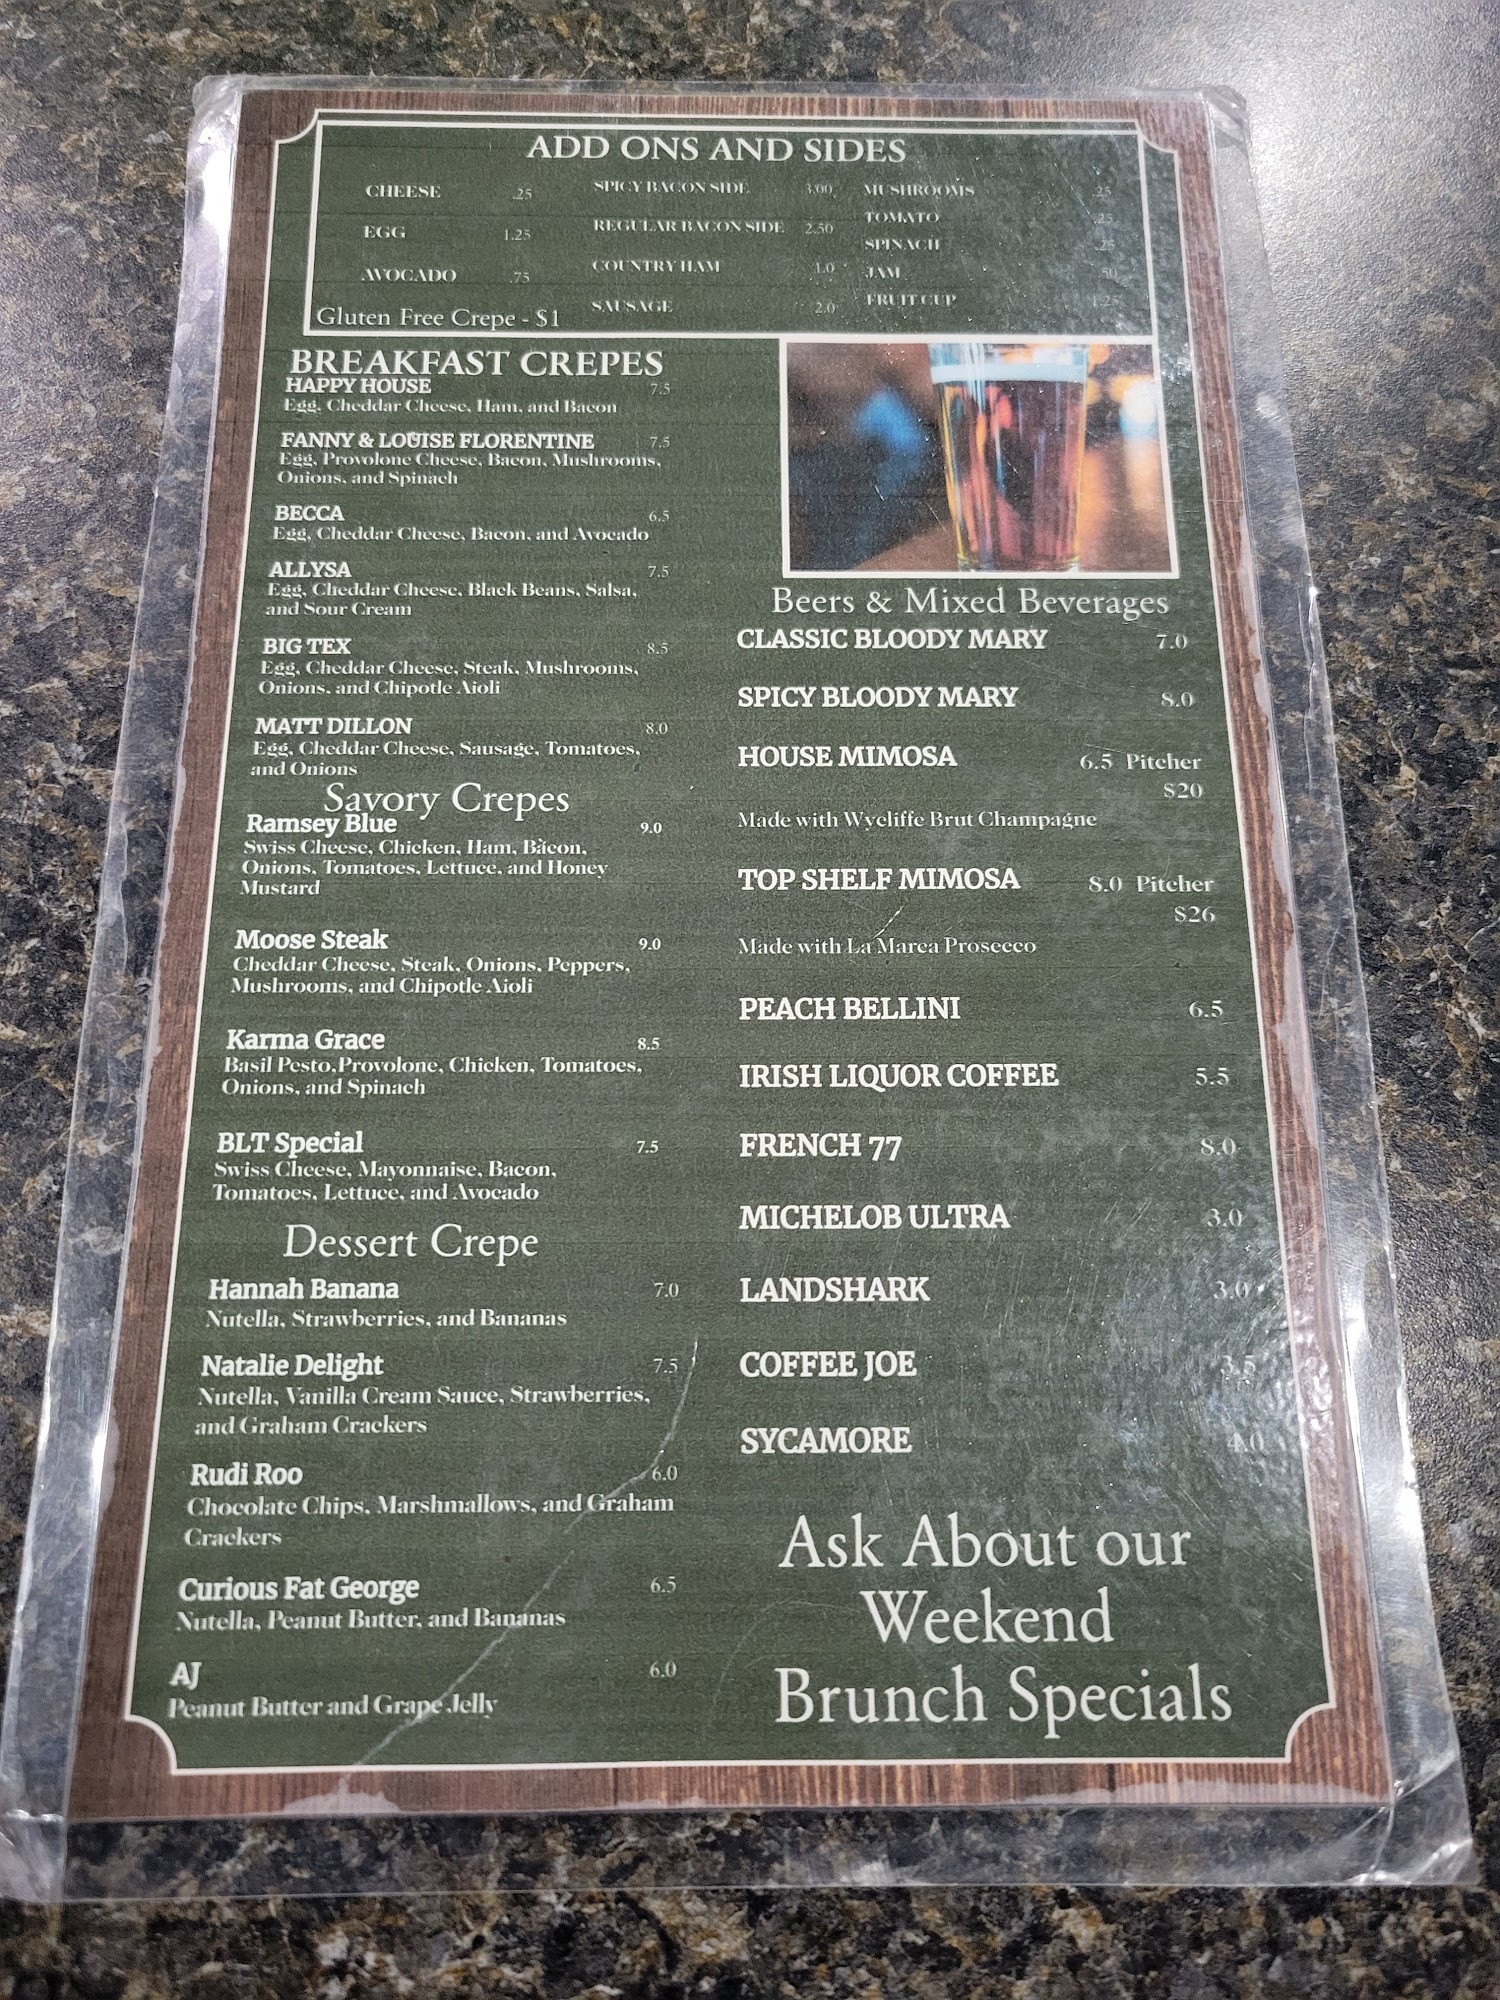 ADD ONS AND SIDES
CHEESE .25
EGG 1.25
AVOCADO .75
Gluten Free Crepe - $1
SPICY BACON SIDE 3.00
REGULAR BACON SIDE 2.50
COUNTRY HAM 1.0
SAUSAGE 2.0
MUSHROOMS .25
TOMATO .25
SPINACH .25
JAM .50
FRUIT CUP 1.25
BREAKFAST CREPES
HAPPY HOUSE 7.5
Egg, Cheddar Cheese, Ham, and Bacon
FANNY & LOUISE FLORENTINE 7.5
Egg, Provolone Cheese, Bacon, Mushrooms,
Onions, and Spinach
BECCA 6.5
Egg, Cheddar Cheese, Bacon, and Avocado
ALLYSA 7.5
Egg, Cheddar Cheese, Black Beans, Salsa,
and Sour Cream
BIG TEX 8.5
Egg, Cheddar Cheese, Steak, Mushrooms,
Onions, and Chipotle Aioli
MATT DILLON 8.0
Egg, Cheddar Cheese, Sausage, Tomatoes,
and Onions
Savory Crepes
Ramsey Blue 9.0
Swiss Cheese, Chicken, Ham, Bacon,
Onions, Tomatoes, Lettuce, and Honey
Mustard
Moose Steak 9.0
Cheddar Cheese, Steak, Onions, Peppers,
Mushrooms, and Chipotle Aioli
Karma Grace 8.5
Basil Pesto,Provolone, Chicken, Tomatoes,
Onions, and Spinach
BLT Special 7.5
Swiss Cheese, Mayonnaise, Bacon,
Tomatoes, Lettuce, and Avocado
Dessert Crepe
Hannah Banana 7.0
Nutella, Strawberries, and Bananas
Natalie Delight 7.5
Nutella, Vanilla Cream Sauce, Strawberries,
and Graham Crackers
Rudi Roo 6.0
Chocolate Chips, Marshmallows, and Graham
Crackers
Curious Fat George 6.5
Nutella, Peanut Butter, and Bananas
AJ 6.0
Peanut Butter and Grape Jelly
Beers & Mixed Beverages
CLASSIC BLOODY MARY 7.0
SPICY BLOODY MARY 8.0
HOUSE MIMOSA 6.5 Pitcher
$20
Made with Wycliffe Brut Champagne
TOP SHELF MIMOSA 8.0 Pitcher
$26
Made with La Marca Prosecco
PEACH BELLINI 6.5
IRISH LIQUOR COFFEE 5.5
FRENCH 77 8.0
MICHELOB ULTRA 3.0
LANDSHARK 3.0
COFFEE JOE 3.5
SYCAMORE 4.0
Ask About our
Weekend
Brunch Specials